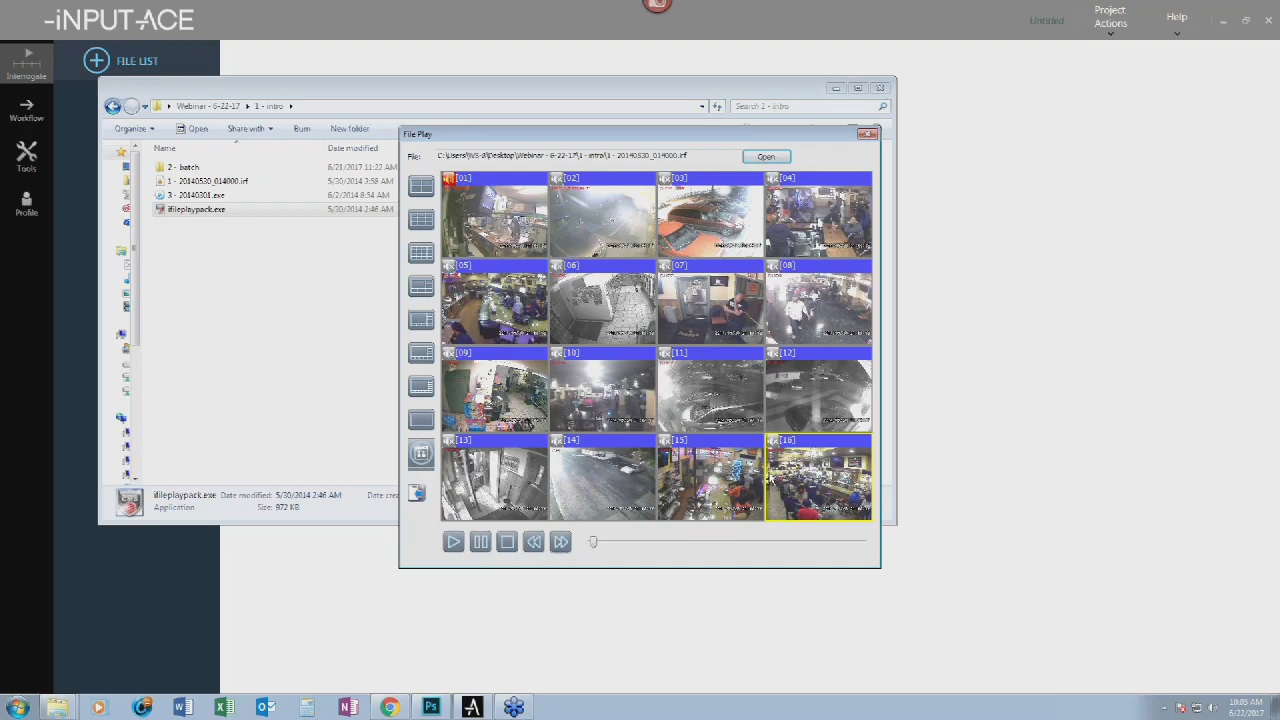 -iNPUT-ACE
Untitled
Project Actions
Help
Interrogate
Workflow
Tools
Profile
FILE LIST
Webinar - 6-22-17
1 - intro
Search 1 - intro
Organize
Open
Share with
Burn
New folder
Name
Date modified
2 - batch
6/21/2017 11:22 AM
1 - 20140530_014000.irf
5/30/2014 3:58 AM
3 - 20140301.exe
6/2/2014 8:54 AM
ifileplaypack.exe
5/30/2014 2:46 AM
ifileplaypack.exe Date modified: 5/30/2014 2:46 AM
Date crea
Application
Size: 972 KB
File Play
File:
Open
[01]
[02]
[03]
[04]
[05]
[06]
[07]
[08]
[09]
[10]
[11]
[12]
[13]
[14]
[15]
[16]
10:05 AM
6/22/2017